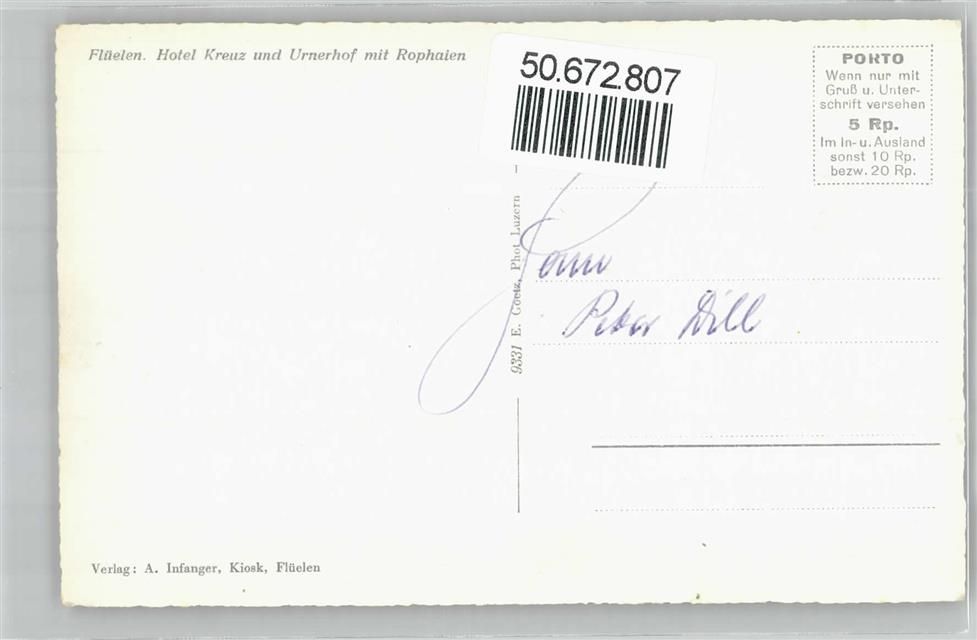 Flüelen. Hotel Kreuz und Urnerhof mit Rophaien
50.672.807
PORTO
Wenn nur mit
Gruß u. Unter-
schrift versehen
5 Rp.
Im In- u. Ausland
sonst 10 Rp.
bezw. 20 Rp.
9331 E. Goetz, Phot Luzern
Peter Dill
Verlag: A. Infanger, Kiosk, Flüelen